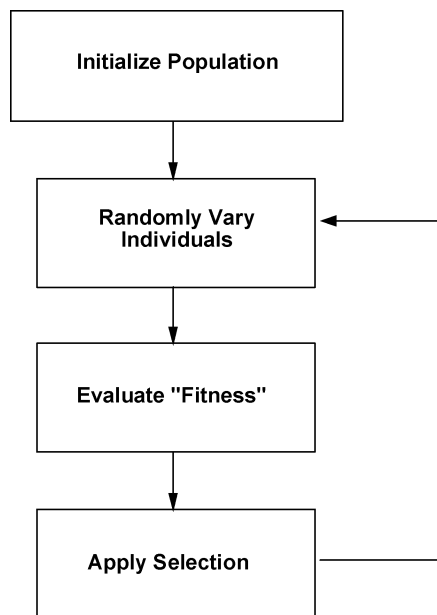 Initialize Population
Randomly Vary
Individuals
Evaluate "Fitness"
Apply Selection